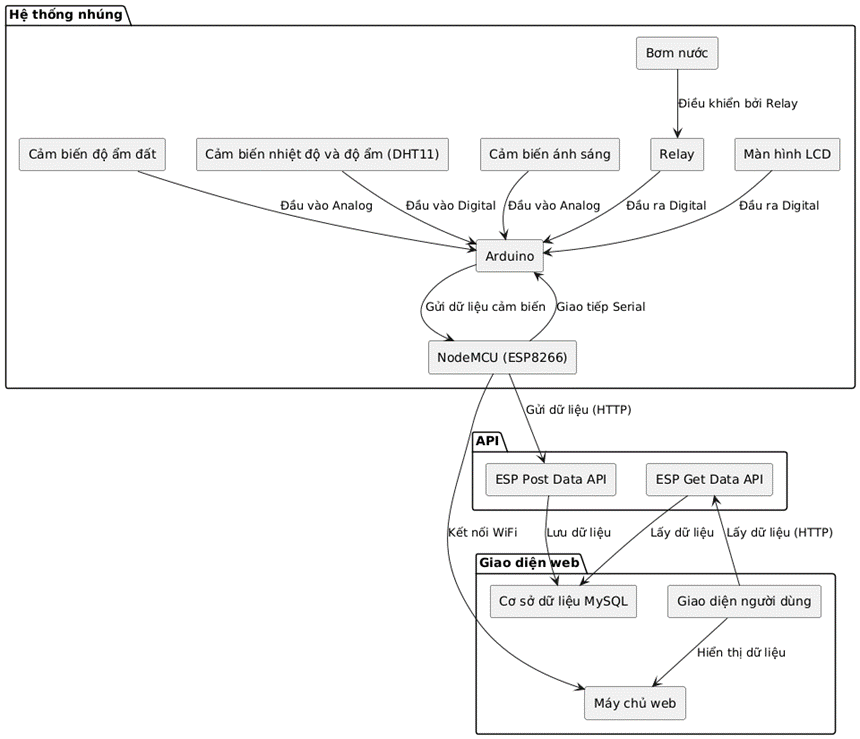 Hệ thống nhúng
Bơm nước
Điều khiển bởi Relay
Cảm biến độ ẩm đất
Cảm biến nhiệt độ và độ ẩm (DHT11)
Cảm biến ánh sáng
Relay
Màn hình LCD
Đầu vào Analog
Đầu vào Digital
Đầu vào Analog
Đầu ra Digital
Đầu ra Digital
Arduino
Gửi dữ liệu cảm biến
Giao tiếp Serial
NodeMCU (ESP8266)
Gửi dữ liệu (HTTP)
API
ESP Post Data API
ESP Get Data API
Kết nối WiFi
Lưu dữ liệu
Lấy dữ liệu
Lấy dữ liệu (HTTP)
Giao diện web
Cơ sở dữ liệu MySQL
Giao diện người dùng
Hiển thị dữ liệu
Máy chủ web